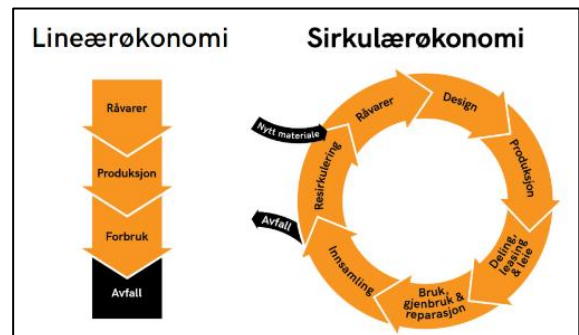 Lineærøkonomi
Råvarer
Produksjon
Forbruk
Avfall
Sirkulærøkonomi
Nytt materiale
Råvarer
Design
Produksjon
Deling,
leasing
& leie
Bruk,
gjenbruk &
reparasjon
Innsamling
Avfall
Resirkulering